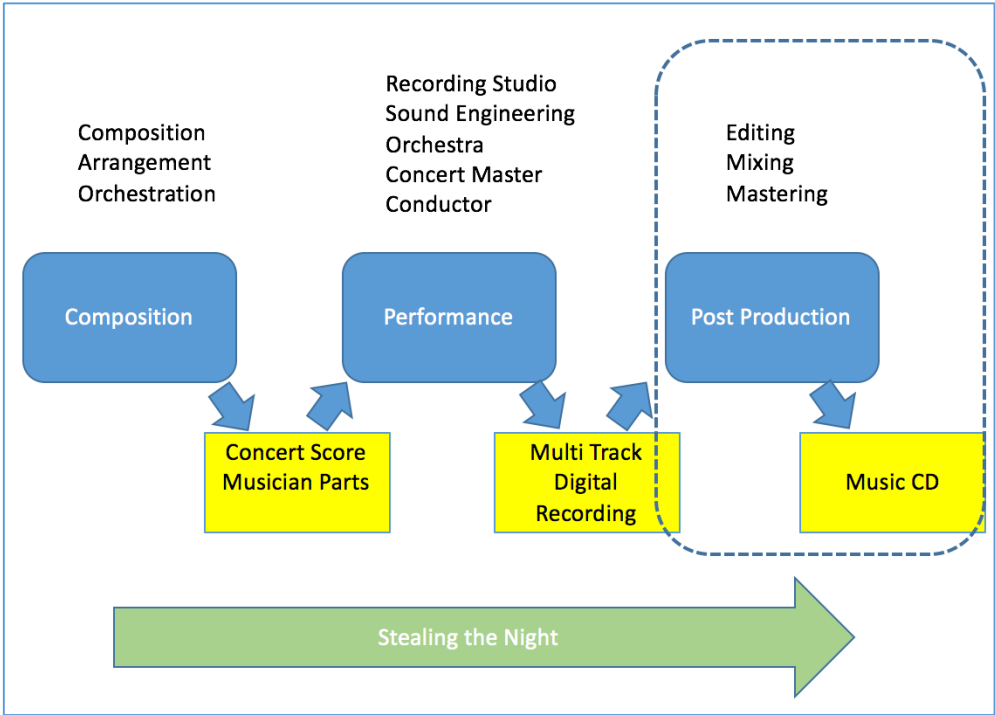 Composition
Arrangement
Orchestration
Recording Studio
Sound Engineering
Orchestra
Concert Master
Conductor
Editing
Mixing
Mastering
Composition
Performance
Post Production
Concert Score
Musician Parts
Multi Track
Digital
Recording
Music CD
Stealing the Night